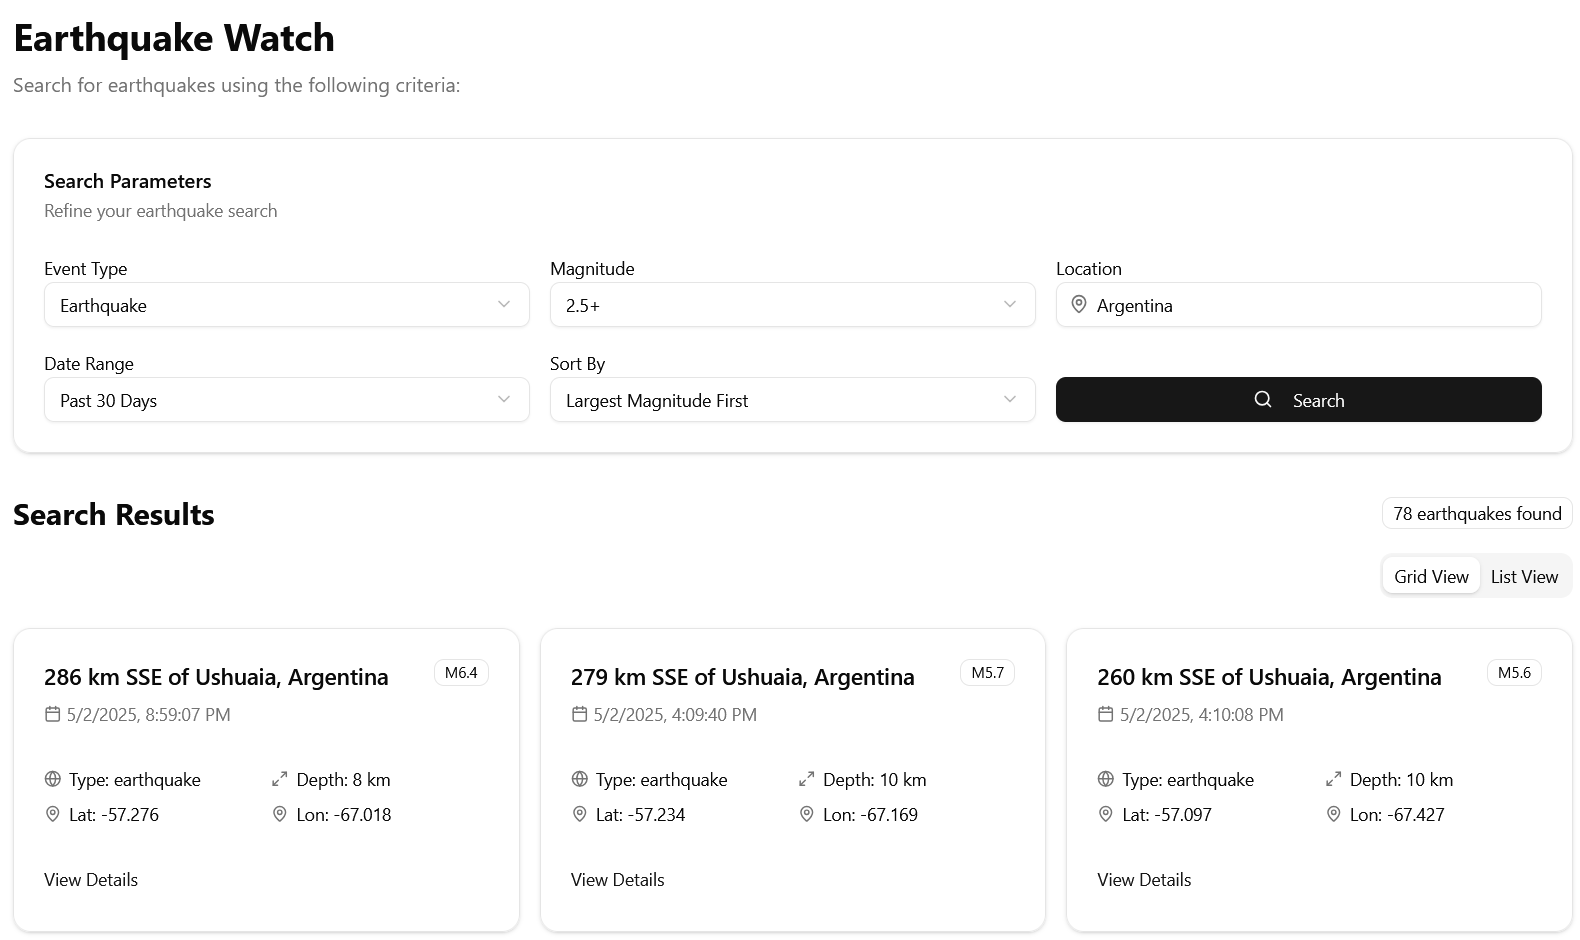 Earthquake Watch
Search for earthquakes using the following criteria:
Search Parameters
Refine your earthquake search
Event Type
Earthquake
Magnitude
2.5+
Location
Argentina
Date Range
Past 30 Days
Sort By
Largest Magnitude First
Search
Search Results
78 earthquakes found
Grid View
List View
286 km SSE of Ushuaia, Argentina
M6.4
5/2/2025, 8:59:07 PM
Type: earthquake
Depth: 8 km
Lat: -57.276
Lon: -67.018
View Details
279 km SSE of Ushuaia, Argentina
M5.7
5/2/2025, 4:09:40 PM
Type: earthquake
Depth: 10 km
Lat: -57.234
Lon: -67.169
View Details
260 km SSE of Ushuaia, Argentina
M5.6
5/2/2025, 4:10:08 PM
Type: earthquake
Depth: 10 km
Lat: -57.097
Lon: -67.427
View Details